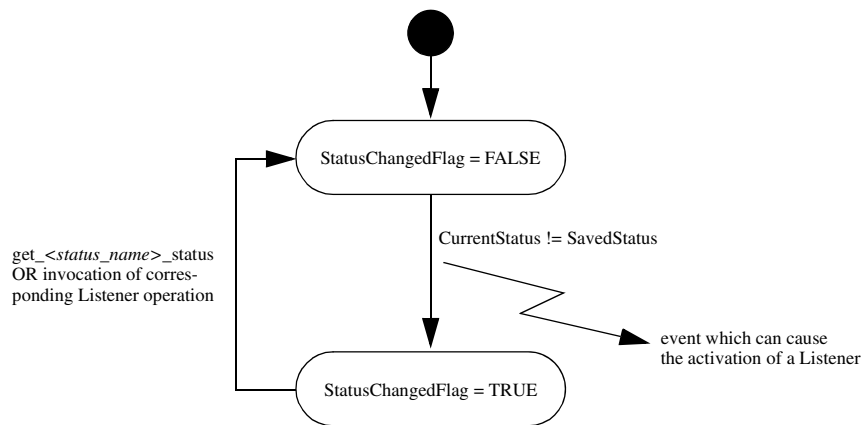 StatusChangedFlag = FALSE
CurrentStatus != SavedStatus
get_<status_name>_status
OR invocation of corres-
ponding Listener operation
event which can cause
the activation of a Listener
StatusChangedFlag = TRUE